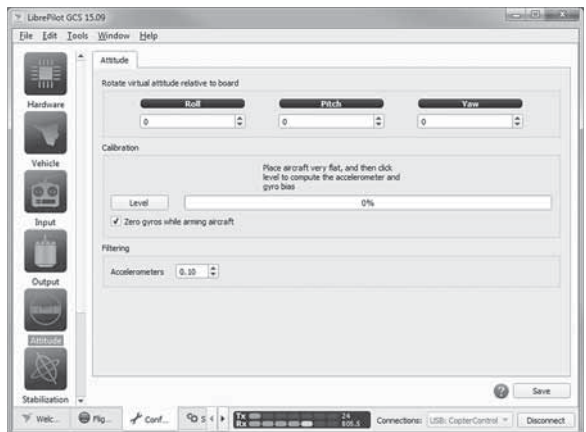 LibrePilot GCS 15.09
File Edit Tools Window Help
Hardware
Vehicle
Input
Output
Attitude
Stabilization
Attitude
Rotate virtual attitude relative to board
Roll Pitch Yaw
0 0 0
Calibration
Place aircraft very flat, and then click
level to compute the accelerometer and
gyro bias
Level 0%
Zero gyros while arming aircraft
Filtering
Accelerometers 0.10
Save
Welc... Flig... Conf... S
Tx 24
Rx 105.5
Connections: USB: CopterControl Disconnect